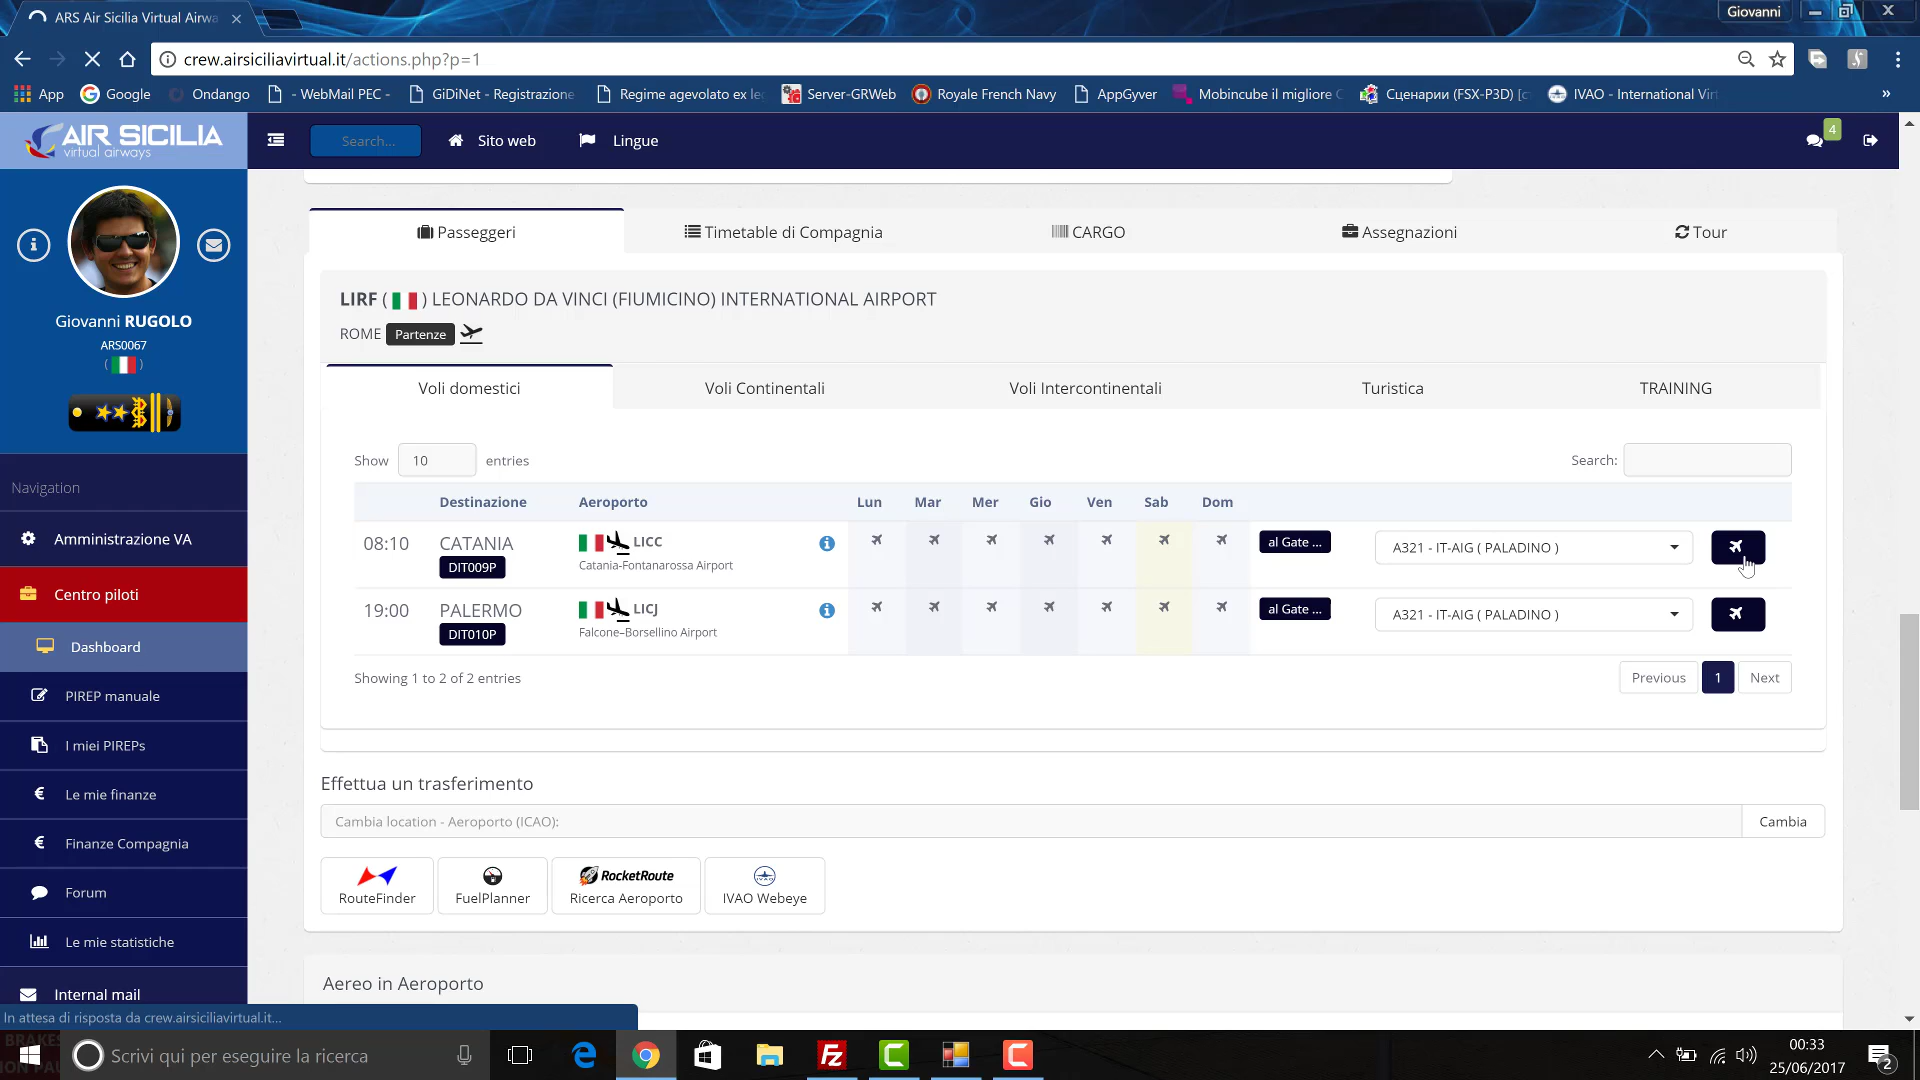 ARS Air Sicilia Virtual Airwa
Giovanni
crew.airsiciliavirtual.it/actions.php?p=1
App
Google
Ondango
- WebMail PEC -
GiDiNet - Registrazione
Regime agevolato ex le
Server-GRWeb
Royale French Navy
AppGyver
Mobincube il migliore
Сценарии (FSX-P3D) [
IVAO - International Virt
»
AIR SICILIA
virtual airways
Search...
Sito web
Lingue
4
Giovanni RUGOLO
ARS0067
( )
Navigation
Amministrazione VA
Centro piloti
Dashboard
PIREP manuale
I miei PIREPs
Le mie finanze
Finanze Compagnia
Forum
Le mie statistiche
Internal mail
Passeggeri
Timetable di Compagnia
CARGO
Assegnazioni
Tour
LIRF ( ) LEONARDO DA VINCI (FIUMICINO) INTERNATIONAL AIRPORT
ROME Partenze
Voli domestici
Voli Continentali
Voli Intercontinentali
Turistica
TRAINING
Show 10 entries
Search:
Destinazione Aeroporto Lun Mar Mer Gio Ven Sab Dom
08:10 CATANIA LICC al Gate ... A321 - IT-AIG ( PALADINO )
DIT009P Catania-Fontanarossa Airport
19:00 PALERMO LICJ al Gate ... A321 - IT-AIG ( PALADINO )
DIT010P Falcone–Borsellino Airport
Showing 1 to 2 of 2 entries
Previous 1 Next
Effettua un trasferimento
Cambia location - Aeroporto (ICAO):
Cambia
RouteFinder
FuelPlanner
RocketRoute
Ricerca Aeroporto
IVAO Webeye
Aereo in Aeroporto
In attesa di risposta da crew.airsiciliavirtual.it...
Scrivi qui per eseguire la ricerca
00:33
25/06/2017
2